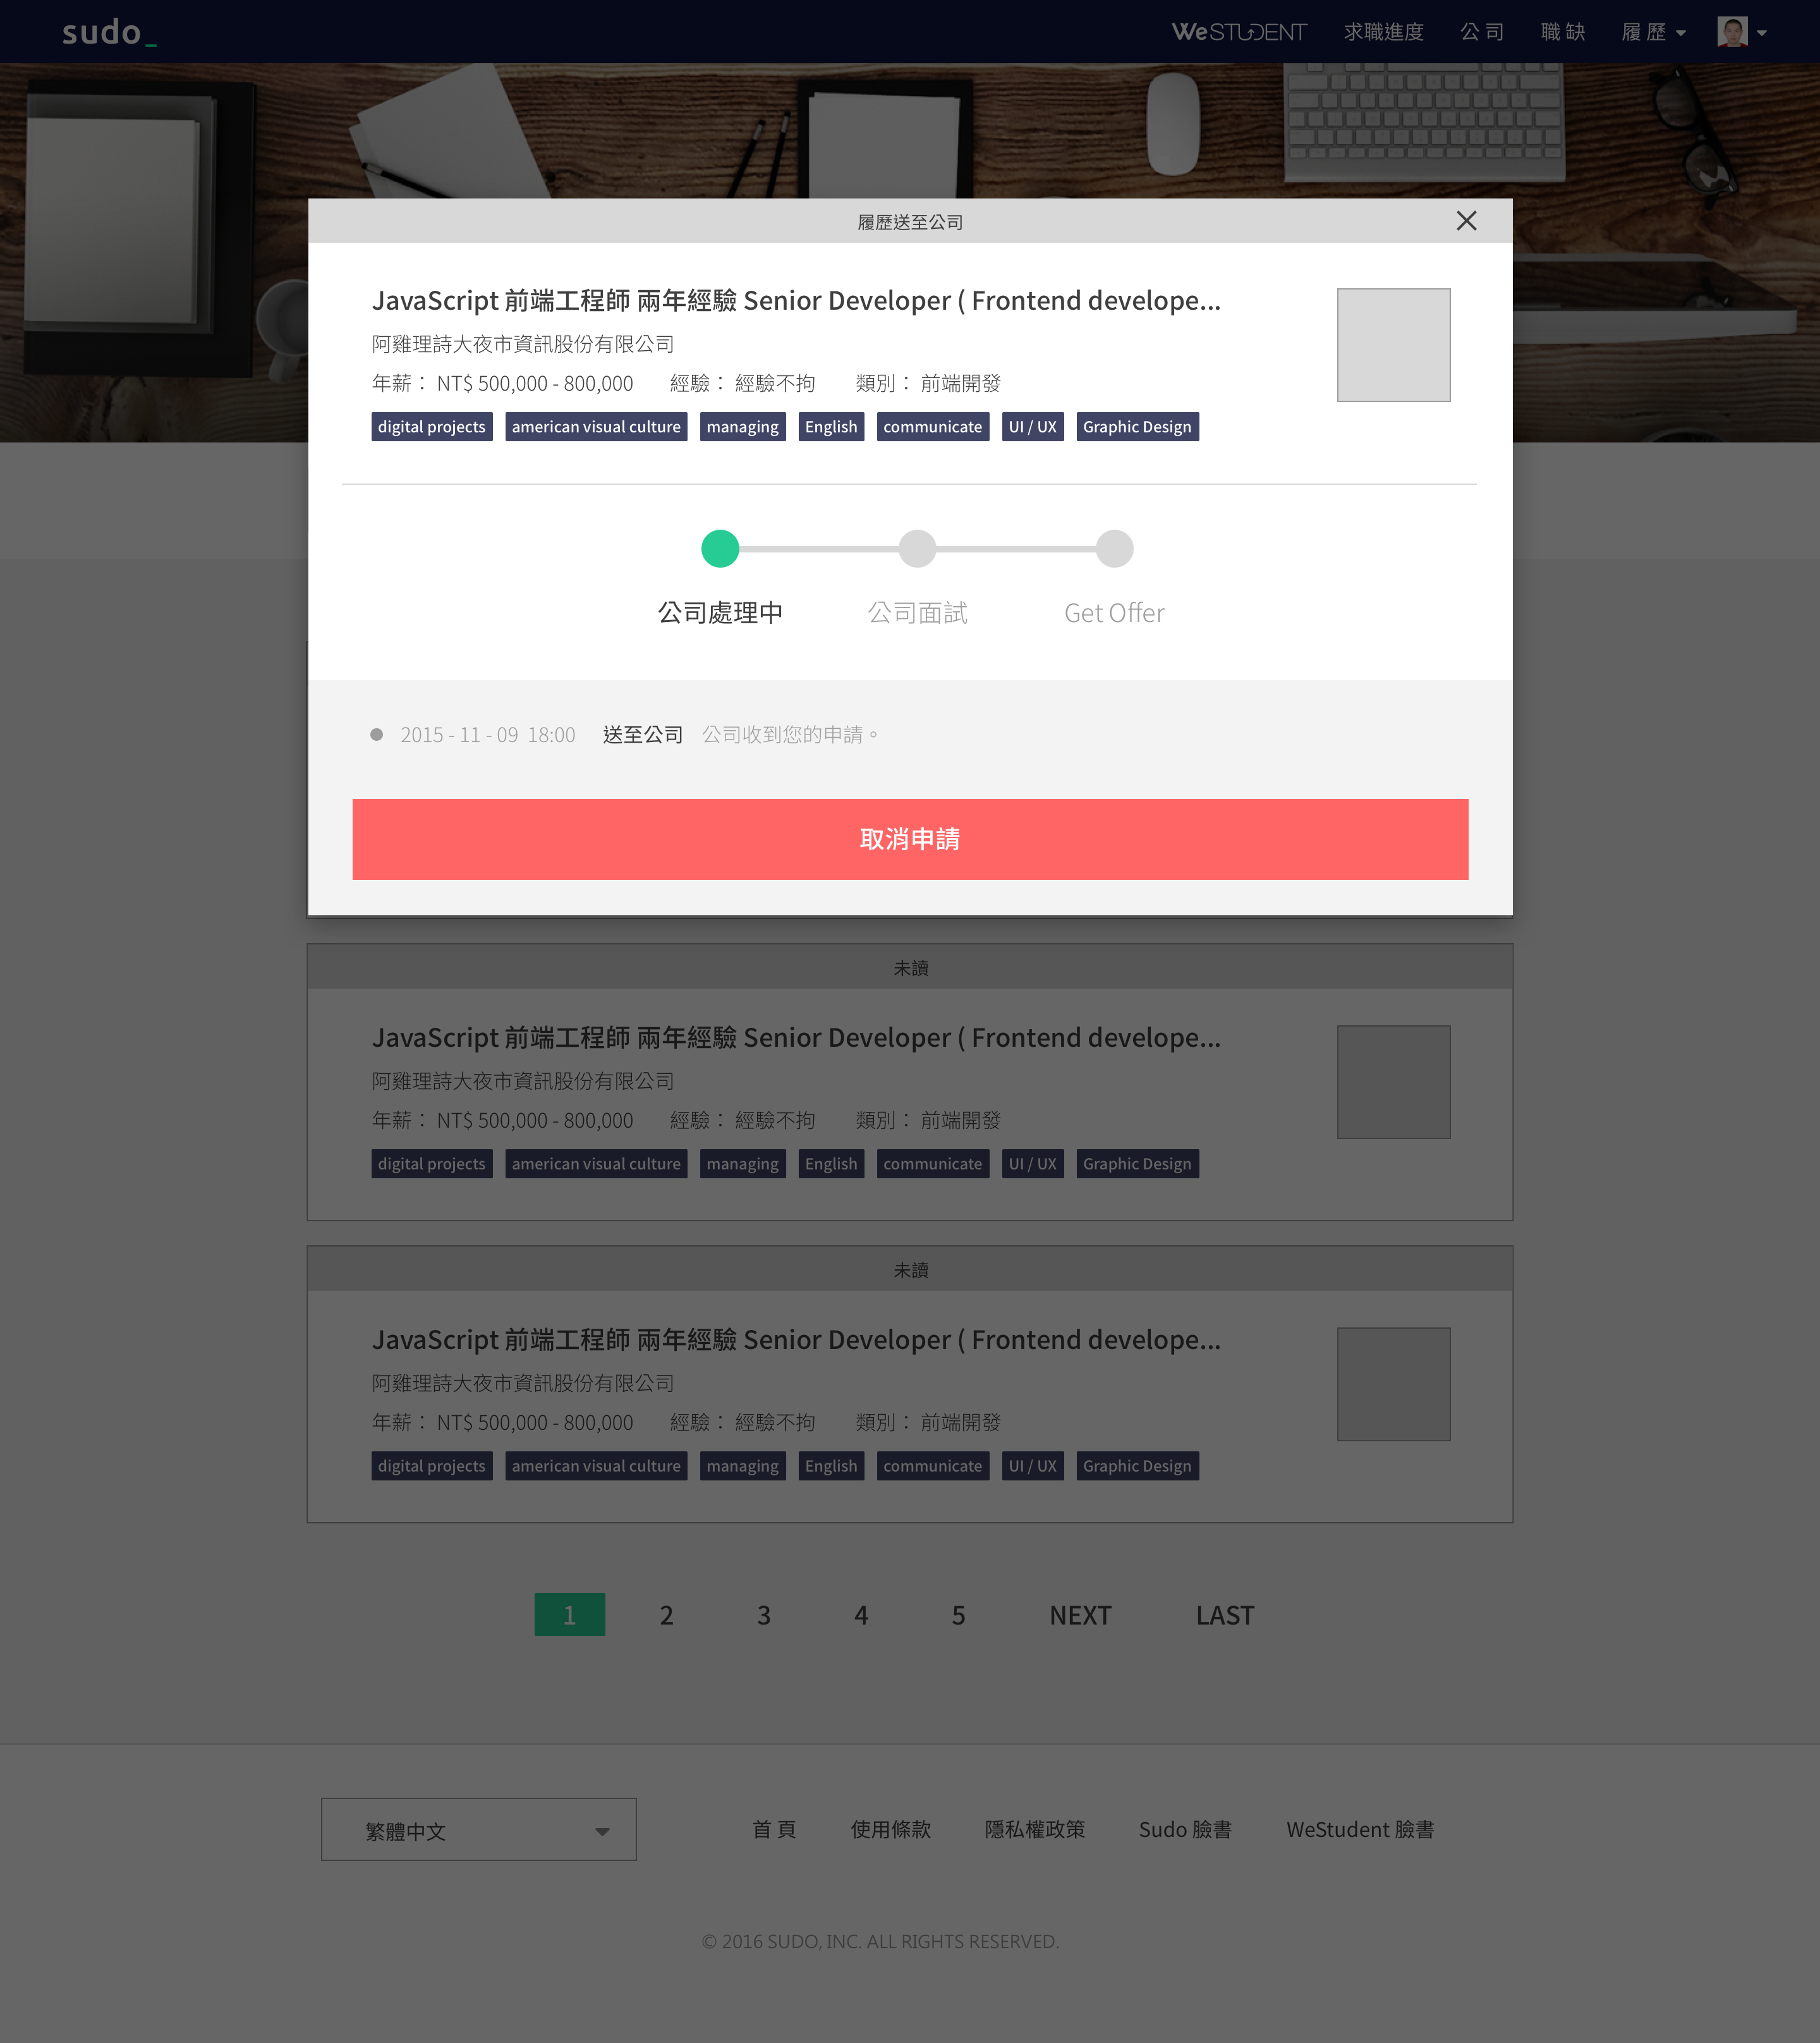 sudo_
WeSTUDENT 求職進度 公 司 職 缺 履 歷
履歷送至公司
JavaScript 前端工程師 兩年經驗 Senior Developer ( Frontend develope...
阿雞理詩大夜市資訊股份有限公司
年薪： NT$ 500,000 - 800,000 經驗： 經驗不拘 類別： 前端開發
digital projects american visual culture managing English communicate UI / UX Graphic Design
公司處理中 公司面試 Get Offer
2015 - 11 - 09 18:00 送至公司 公司收到您的申請。
取消申請
未讀
JavaScript 前端工程師 兩年經驗 Senior Developer ( Frontend develope...
阿雞理詩大夜市資訊股份有限公司
年薪： NT$ 500,000 - 800,000 經驗： 經驗不拘 類別： 前端開發
digital projects american visual culture managing English communicate UI / UX Graphic Design
未讀
JavaScript 前端工程師 兩年經驗 Senior Developer ( Frontend develope...
阿雞理詩大夜市資訊股份有限公司
年薪： NT$ 500,000 - 800,000 經驗： 經驗不拘 類別： 前端開發
digital projects american visual culture managing English communicate UI / UX Graphic Design
1 2 3 4 5 NEXT LAST
繁體中文 首 頁 使用條款 隱私權政策 Sudo 臉書 WeStudent 臉書
© 2016 SUDO, INC. ALL RIGHTS RESERVED.